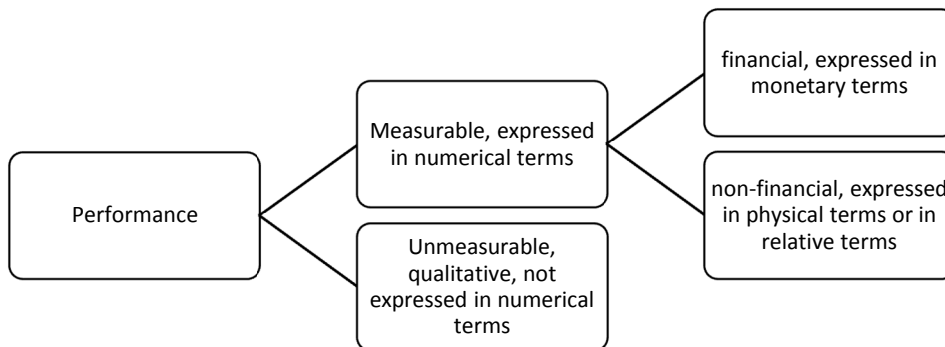 Performance
Measurable, expressed
in numerical terms
Unmeasurable,
qualitative, not
expressed in numerical
terms
financial, expressed in
monetary terms
non-financial, expressed
in physical terms or in
relative terms